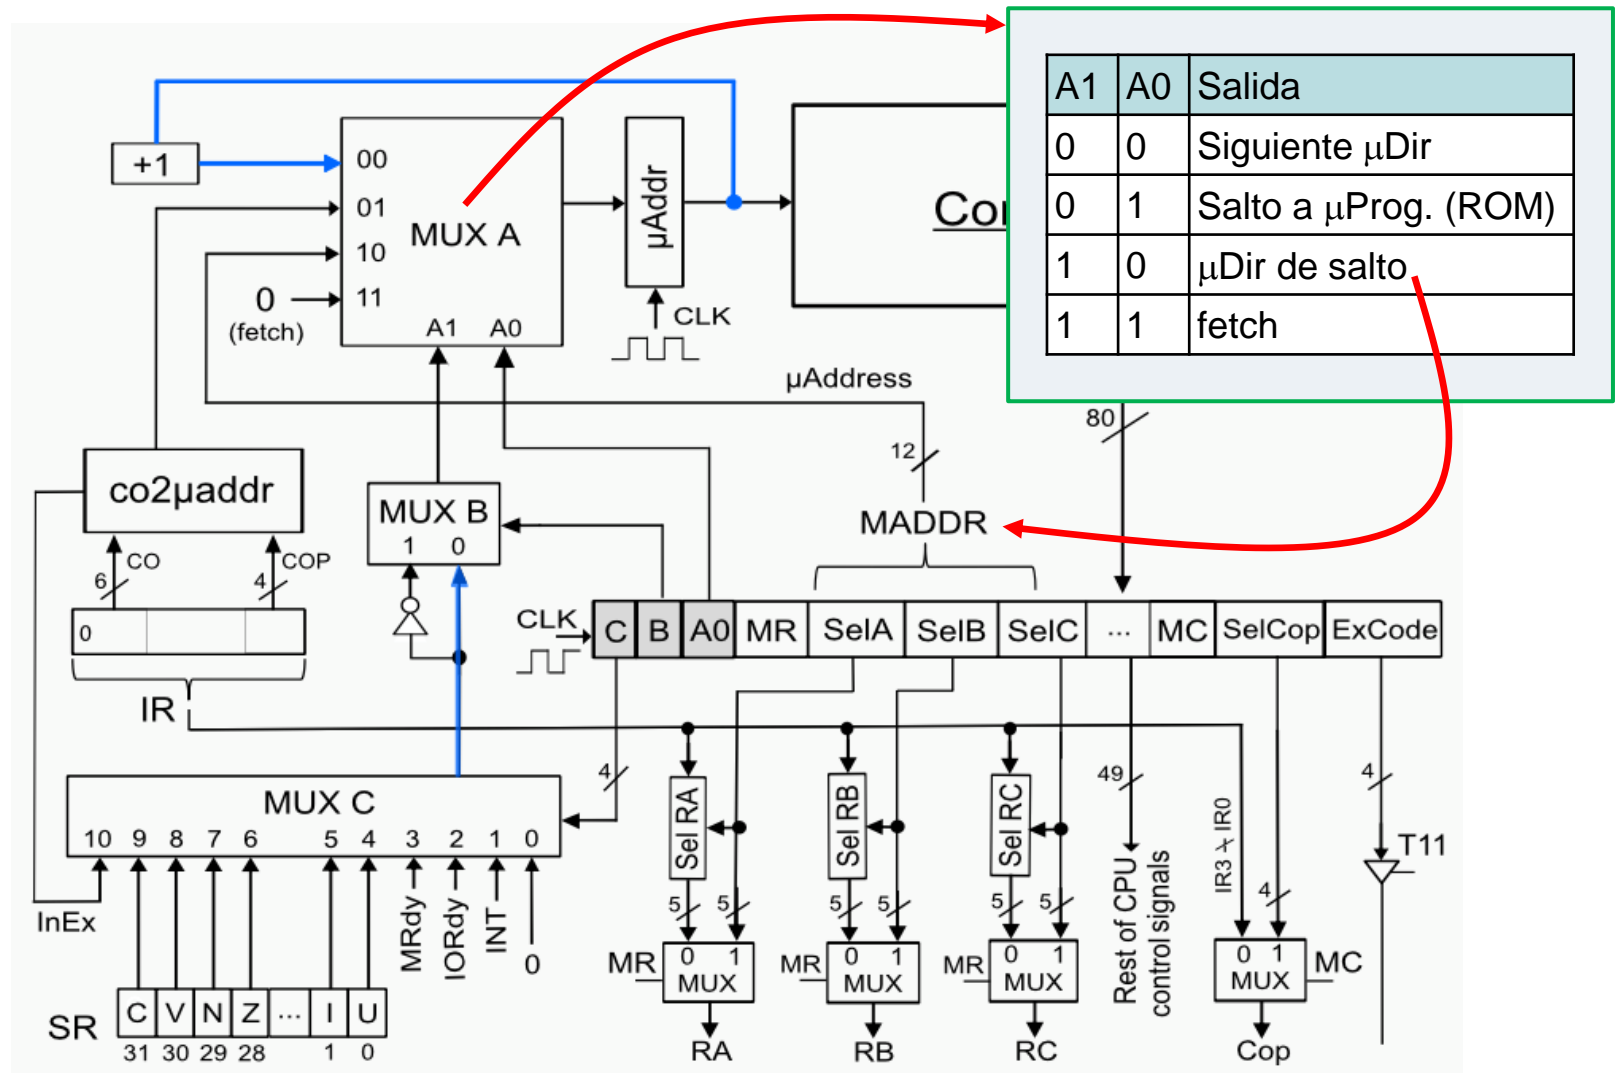 A1 A0 Salida
0 0 Siguiente μDir
0 1 Salto a μProg. (ROM)
1 0 μDir de salto
1 1 fetch
+1
00
01
10
11
MUX A
A1 A0
0
(fetch)
μAddr
CLK
μAddress
12
80
co2μaddr
CO
6
COP
4
0
IR
MUX B
1 0
MADDR
CLK
C B A0 MR SelA SelB SelC ... MC SelCop ExCode
MUX C
10 9 8 7 6 5 4 3 2 1 0
4
InEx
MRdy
IORdy
INT
0
SR
C V N Z ... I U
31 30 29 28 1 0
Sel RA
Sel RB
Sel RC
5 5
5 5
5 5
MR
0 1
MUX
RA
MR
0 1
MUX
RB
MR
0 1
MUX
RC
49
Rest of CPU
control signals
IR3 IR0
4
0 1
MUX
MC
Cop
4
T11